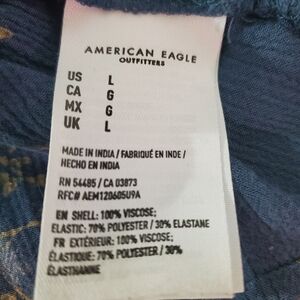 AMERICAN EAGLE
OUTFITTERS
US L
CA G
MX G
UK L
MADE IN INDIA / FABRIQUÉ EN INDE /
HECHO EN INDIA
RN 54485 / CA 03873
RFC# AEM120605U9A
EN SHELL: 100% VISCOSE;
ELASTIC: 70% POLYESTER / 30% ELASTANE
FR EXTÉRIEUR: 100% VISCOSE;
ÉLASTIQUE: 70% POLYESTER / 30%
ÉLASTHANNE